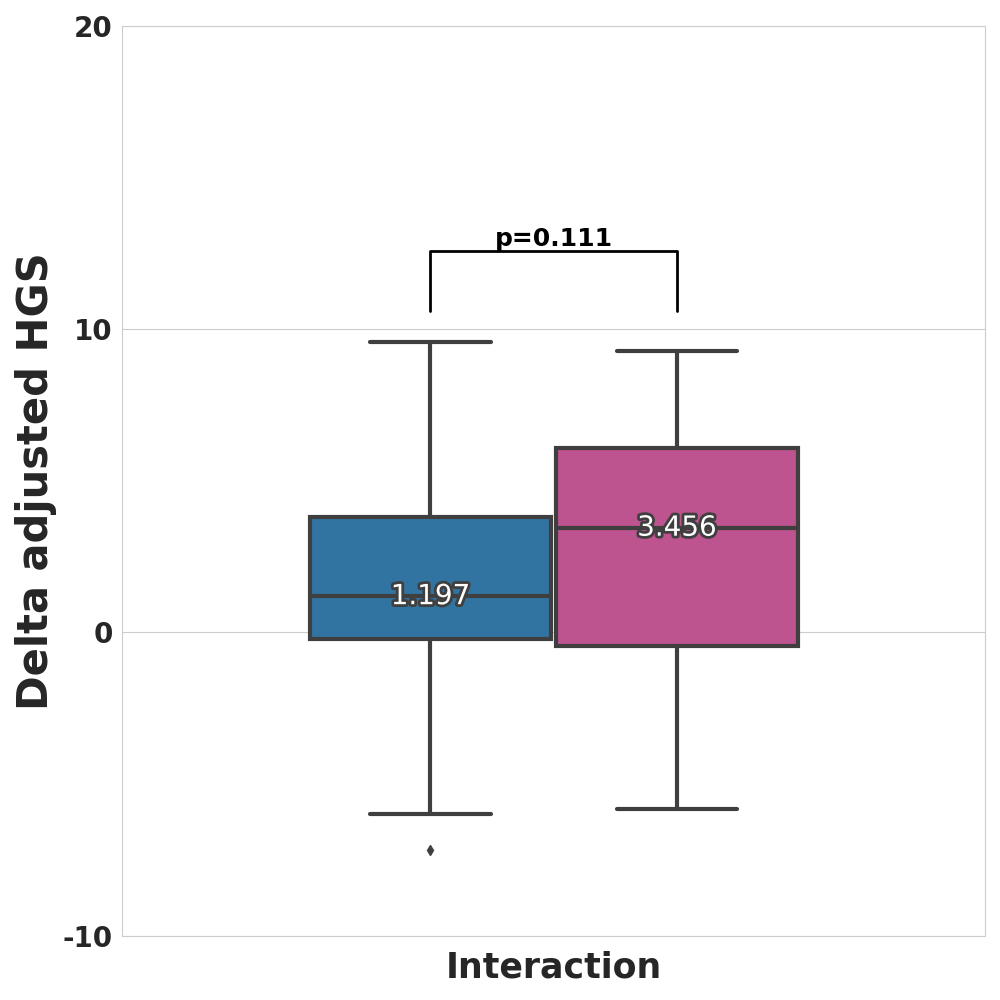 20
p=0.111
10
3.456
1.197
0
-10
Delta adjusted HGS
Interaction